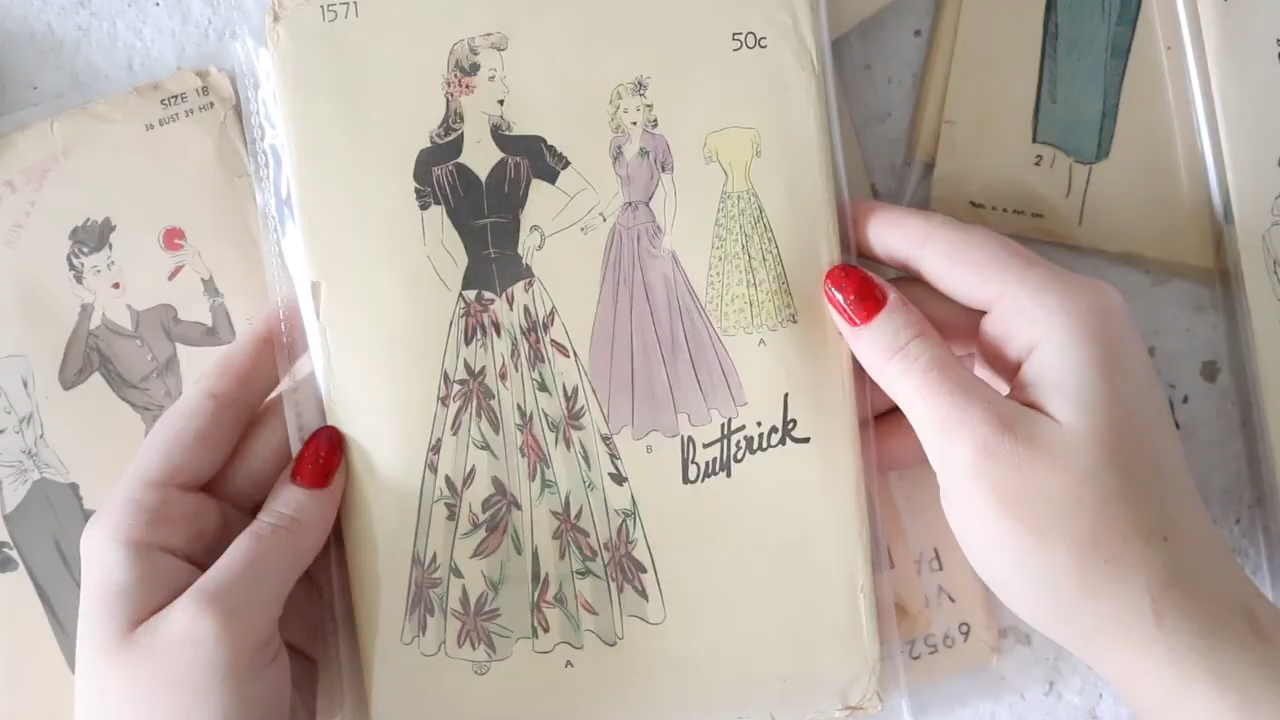 1571
50c
A
B
Butterick
A
SIZE 18
36 BUST 39 HIP
2
6952